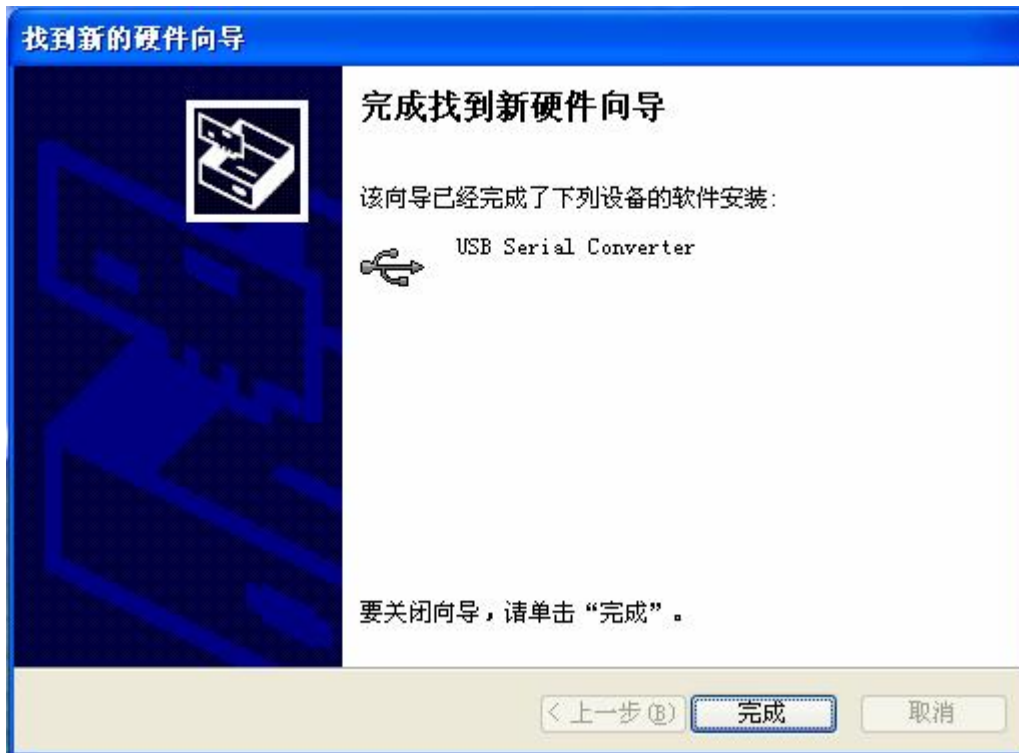 找到新的硬件向导
完成找到新硬件向导
该向导已经完成了下列设备的软件安装:
USB Serial Converter
要关闭向导,请单击“完成”。
< 上一步(B)
完成
取消